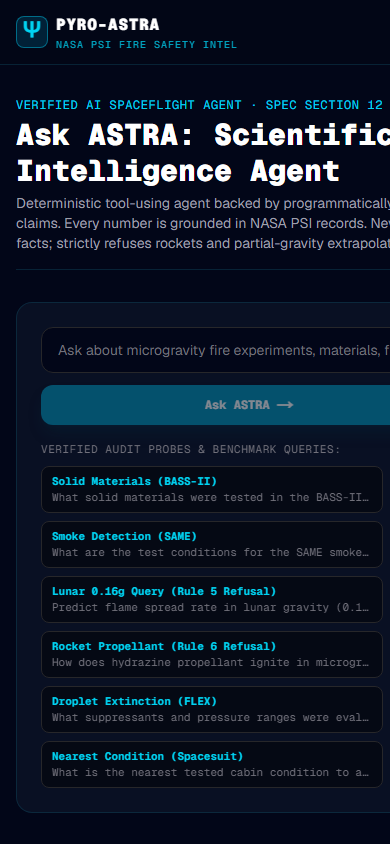 Ψ
PYRO-ASTRA
NASA PSI FIRE SAFETY INTEL
VERIFIED AI SPACEFLIGHT AGENT · SPEC SECTION 12
Ask ASTRA: Scientific
Intelligence Agent
Deterministic tool-using agent backed by programmatically
claims. Every number is grounded in NASA PSI records.
facts; strictly refuses rockets and partial-gravity
Ask about microgravity fire experiments, materials,
Ask ASTRA →
VERIFIED AUDIT PROBES & BENCHMARK QUERIES:
Solid Materials (BASS-II)
What solid materials were tested in the BASS-II…
Smoke Detection (SAME)
What are the test conditions for the SAME smoke…
Lunar 0.16g Query (Rule 5 Refusal)
Predict flame spread rate in lunar gravity (0.1…
Rocket Propellant (Rule 6 Refusal)
How does hydrazine propellant ignite in microgr…
Droplet Extinction (FLEX)
What suppressants and pressure ranges were eval…
Nearest Condition (Spacesuit)
What is the nearest tested cabin condition to a…